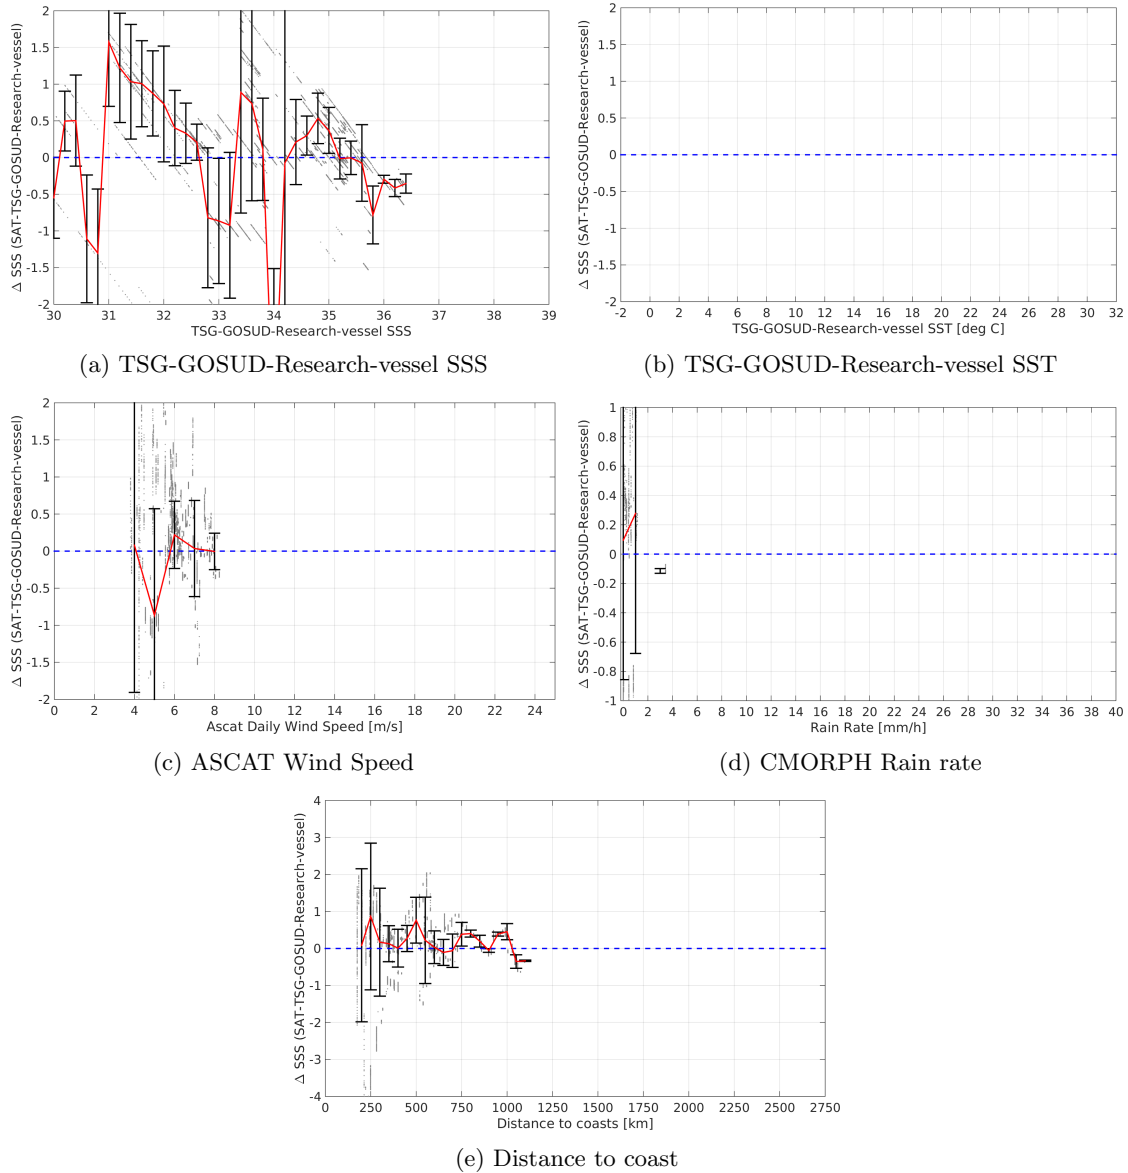 2
1.5
1
0.5
0
-0.5
-1
-1.5
-2
Δ SSS (SAT-TSG-GOSUD-Research-vessel)
30 31 32 33 34 35 36 37 38 39
TSG-GOSUD-Research-vessel SSS
(a) TSG-GOSUD-Research-vessel SSS
2
1.5
1
0.5
0
-0.5
-1
-1.5
-2
Δ SSS (SAT-TSG-GOSUD-Research-vessel)
-2 0 2 4 6 8 10 12 14 16 18 20 22 24 26 28 30 32
TSG-GOSUD-Research-vessel SST [deg C]
(b) TSG-GOSUD-Research-vessel SST
2
1.5
1
0.5
0
-0.5
-1
-1.5
-2
Δ SSS (SAT-TSG-GOSUD-Research-vessel)
0 2 4 6 8 10 12 14 16 18 20 22 24
Ascat Daily Wind Speed [m/s]
(c) ASCAT Wind Speed
1
0.8
0.6
0.4
0.2
0
-0.2
-0.4
-0.6
-0.8
-1
Δ SSS (SAT-TSG-GOSUD-Research-vessel)
0 2 4 6 8 10 12 14 16 18 20 22 24 26 28 30 32 34 36 38 40
Rain Rate [mm/h]
(d) CMORPH Rain rate
4
3
2
1
0
-1
-2
-3
-4
Δ SSS (SAT-TSG-GOSUD-Research-vessel)
0 250 500 750 1000 1250 1500 1750 2000 2250 2500 2750
Distance to coasts [km]
(e) Distance to coast